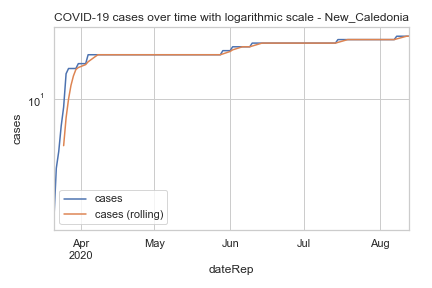 COVID-19 cases over time with logarithmic scale - New_Caledonia
cases
10¹
cases
cases (rolling)
Apr
2020
May
Jun
Jul
Aug
dateRep